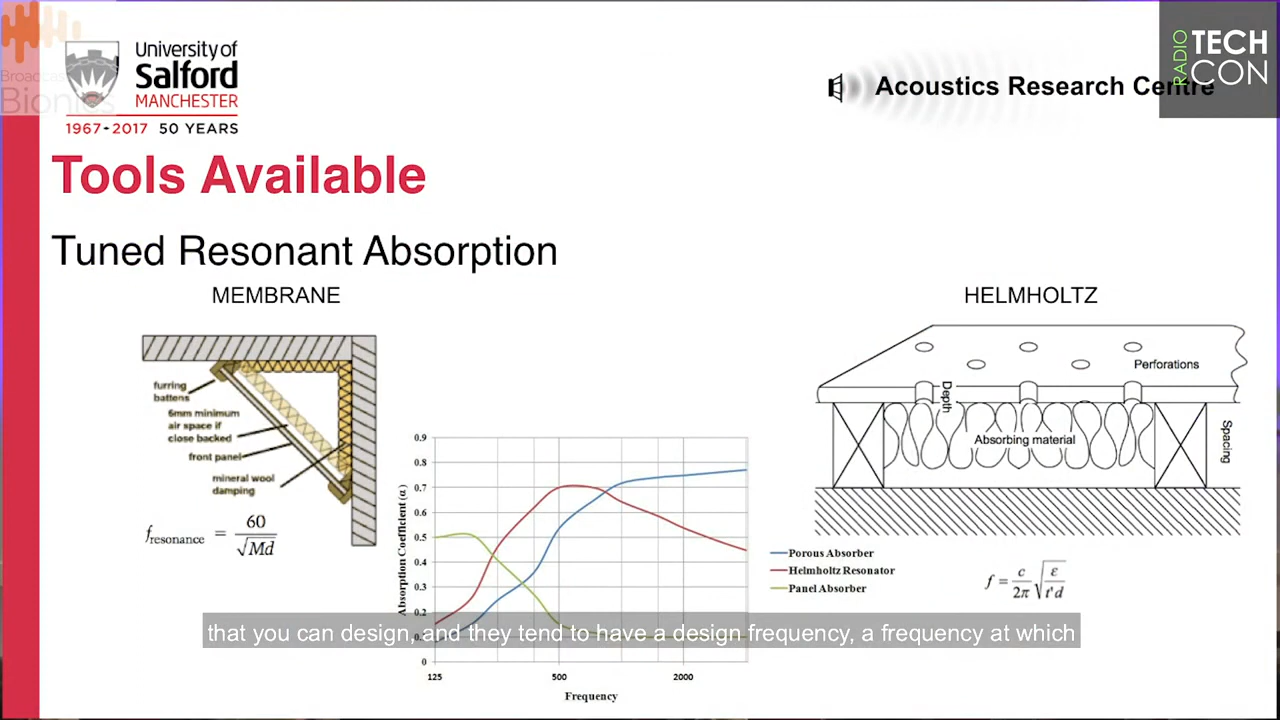 University of
Salford
MANCHESTER
1967-2017 50 YEARS
Broadcast
Bionics
Acoustics Research Centre
RADIO
TECH
CON
Tools Available
Tuned Resonant Absorption
MEMBRANE
furring
battens
6mm minimum
air space if
close backed
front panel
mineral wool
damping
f resonance = 60 / √Md
HELMHOLTZ
Perforations
Depth
Absorbing material
Spacing
f = c / 2π √ ε / t'd
Absorption Coefficient (α)
0.9
0.8
0.7
0.6
0.5
0.4
0.3
0.2
0.1
0
125
500
2000
Frequency
Porous Absorber
Helmholtz Resonator
Panel Absorber
that you can design, and they tend to have a design frequency, a frequency at which